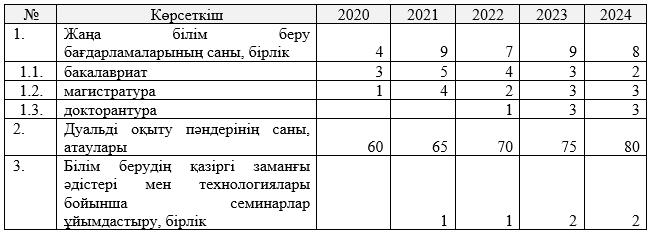 № Көрсеткіш 2020 2021 2022 2023 2024
1. Жаңа білім беру
бағдарламаларының саны, бірлік 4 9 7 9 8
1.1. бакалавриат 3 5 4 3 2
1.2. магистратура 1 4 2 3 3
1.3. докторантура 1 3 3
2. Дуальді оқыту пәндерінің саны,
атаулары 60 65 70 75 80
3. Білім берудің қазіргі заманғы
әдістері мен технологиялары
бойынша семинарлар
ұйымдастыру, бірлік 1 1 2 2